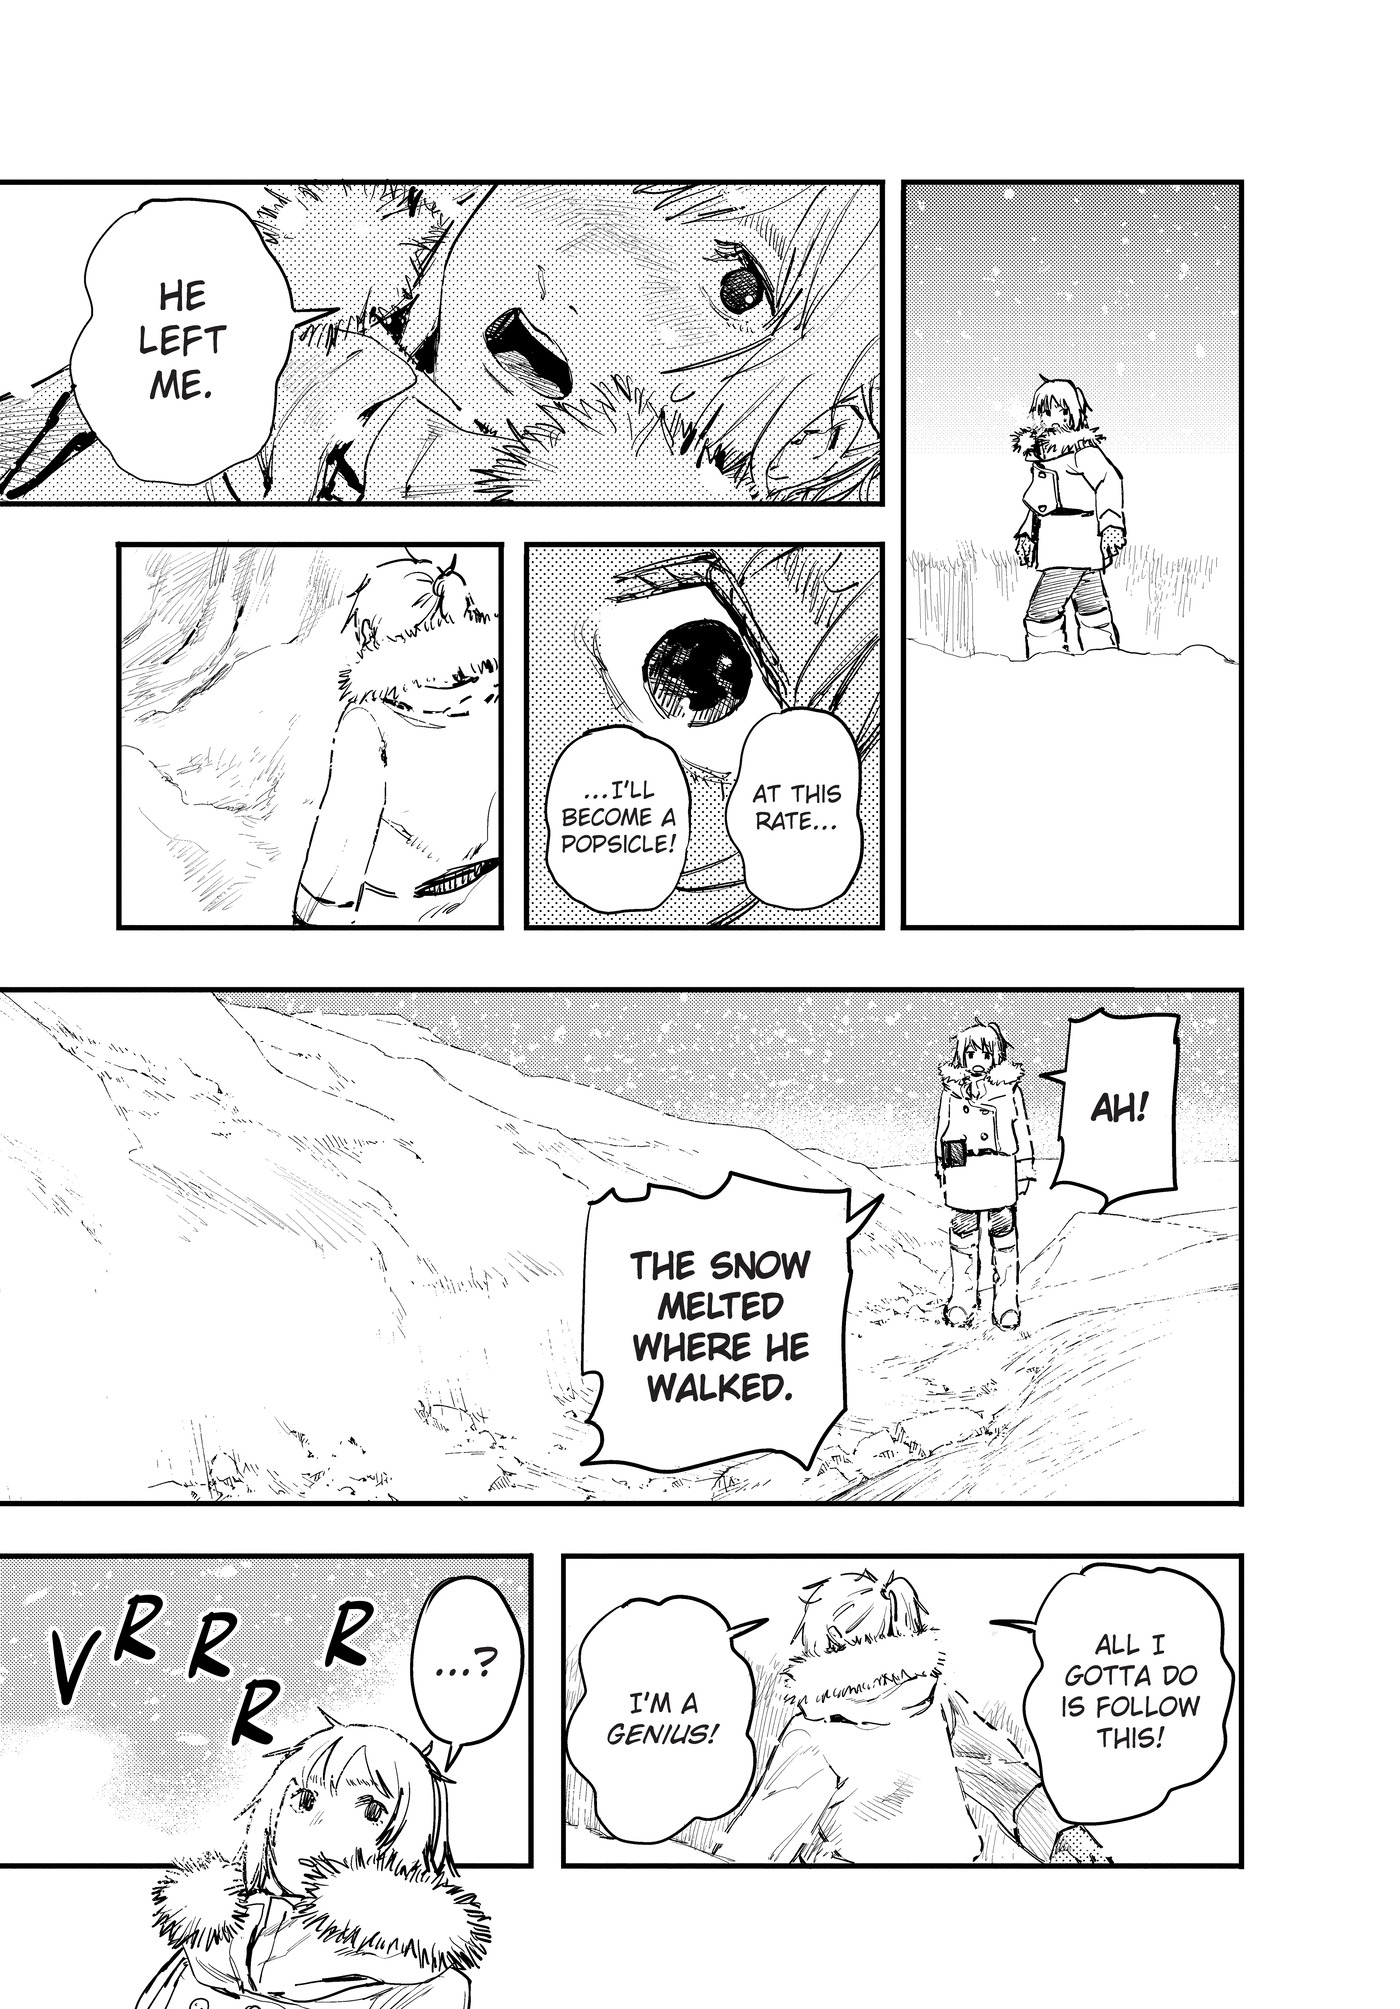 HE
LEFT
ME.
AT THIS
RATE...
...I'LL
BECOME A
POPSICLE!
AH!
THE SNOW
MELTED
WHERE HE
WALKED.
ALL I
GOTTA DO
IS FOLLOW
THIS!
I'M A
GENIUS!
...?
VRRRR